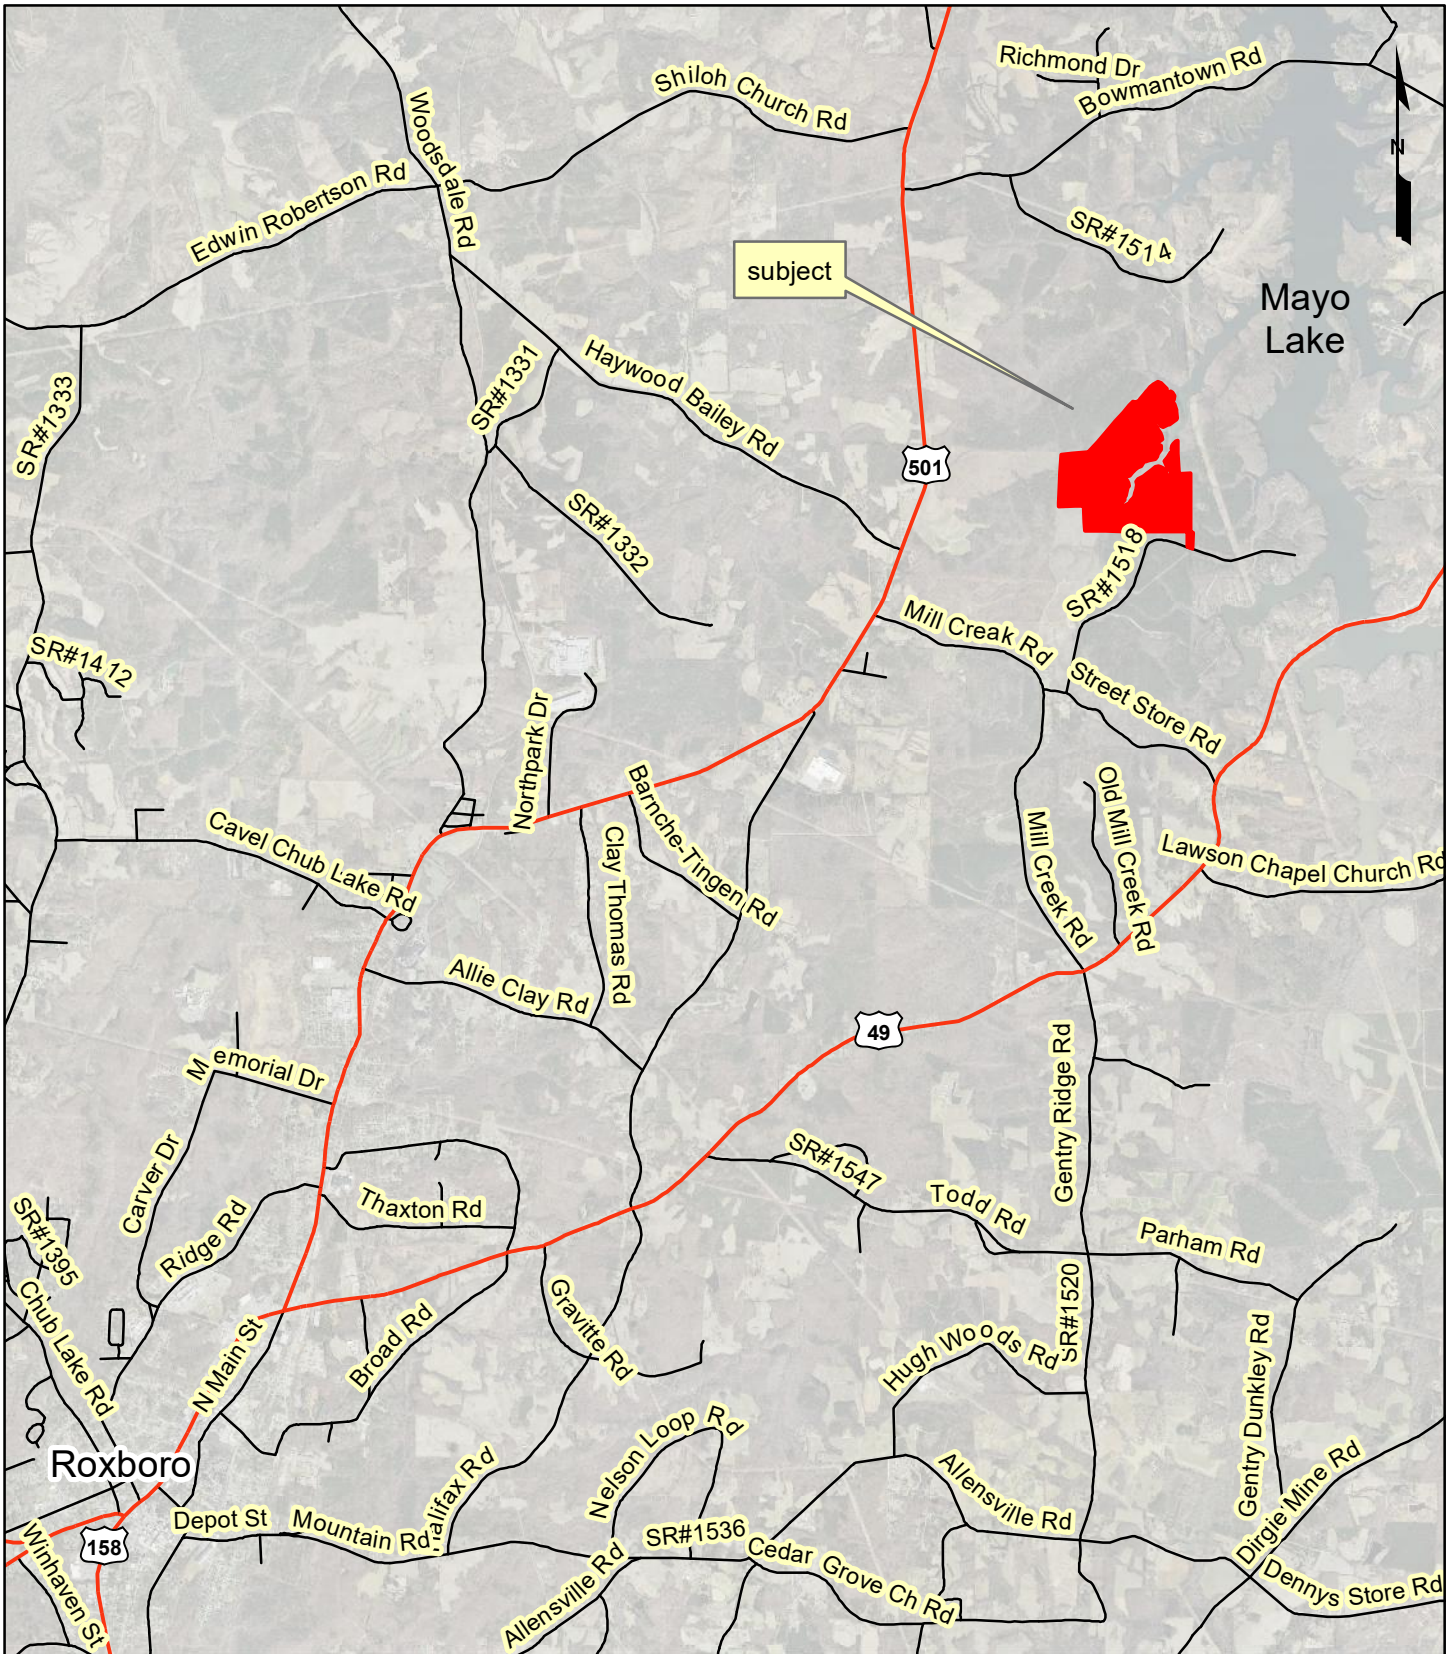 Richmond Dr
Bowmantown Rd
Shiloh Church Rd
Woodsdale Rd
N
Edwin Robertson Rd
SR#1514
subject
Mayo
Lake
SR#1331
Haywood Bailey Rd
SR#1333
501
SR#1332
SR#1518
Mill Creak Rd
SR#1412
Street Store Rd
Northpark Dr
Barnche-Tingen Rd
Old Mill Creek Rd
Cavel Chub Lake Rd
Clay Thomas Rd
Mill Creek Rd
Lawson Chapel Church Rd
Allie Clay Rd
49
Memorial Dr
Gentry Ridge Rd
Carver Dr
SR#1547
Thaxton Rd
Todd Rd
SR#1395
Ridge Rd
Parham Rd
Chub Lake Rd
SR#1520
Gravitte Rd
Broad Rd
N Main St
Hugh Woods Rd
Gentry Dunkley Rd
Nelson Loop Rd
Roxboro
alifax Rd
Allensville Rd
Dirgie Mine Rd
Depot St
Mountain Rd
SR#1536
158
Cedar Grove Ch Rd
Winhaven St
Allensville Rd
Dennys Store Rd